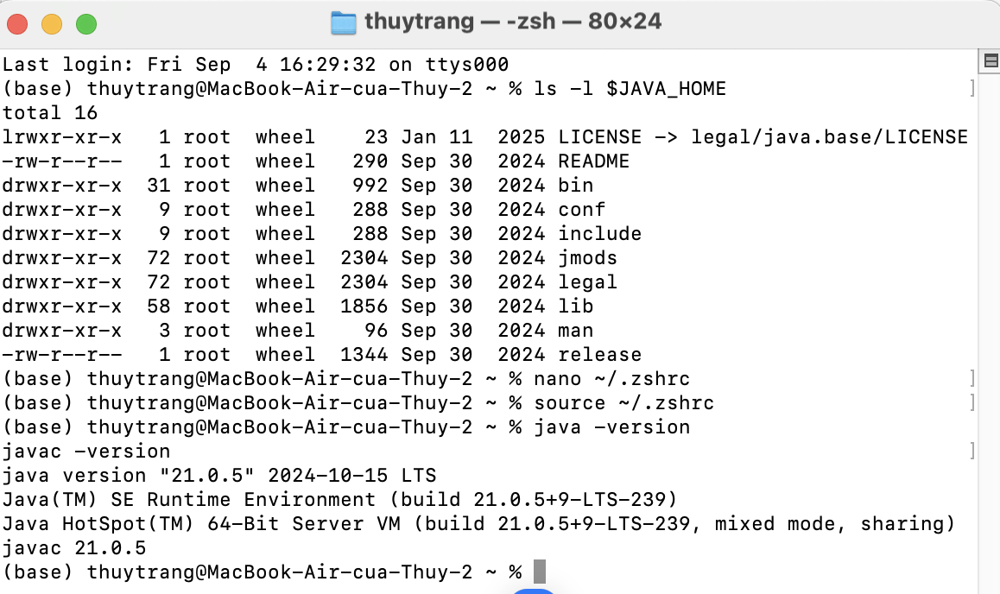 thuytrang — -zsh — 80×24
Last login: Fri Sep  4 16:29:32 on ttys000
(base) thuytrang@MacBook-Air-cua-Thuy-2 ~ % ls -l $JAVA_HOME
total 16
lrwxr-xr-x   1 root  wheel    23 Jan 11  2025 LICENSE -> legal/java.base/LICENSE
-rw-r--r--   1 root  wheel   290 Sep 30  2024 README
drwxr-xr-x  31 root  wheel   992 Sep 30  2024 bin
drwxr-xr-x   9 root  wheel   288 Sep 30  2024 conf
drwxr-xr-x   9 root  wheel   288 Sep 30  2024 include
drwxr-xr-x  72 root  wheel  2304 Sep 30  2024 jmods
drwxr-xr-x  72 root  wheel  2304 Sep 30  2024 legal
drwxr-xr-x  58 root  wheel  1856 Sep 30  2024 lib
drwxr-xr-x   3 root  wheel    96 Sep 30  2024 man
-rw-r--r--   1 root  wheel  1344 Sep 30  2024 release
(base) thuytrang@MacBook-Air-cua-Thuy-2 ~ % nano ~/.zshrc
(base) thuytrang@MacBook-Air-cua-Thuy-2 ~ % source ~/.zshrc
(base) thuytrang@MacBook-Air-cua-Thuy-2 ~ % java -version
javac -version
java version "21.0.5" 2024-10-15 LTS
Java(TM) SE Runtime Environment (build 21.0.5+9-LTS-239)
Java HotSpot(TM) 64-Bit Server VM (build 21.0.5+9-LTS-239, mixed mode, sharing)
javac 21.0.5
(base) thuytrang@MacBook-Air-cua-Thuy-2 ~ %